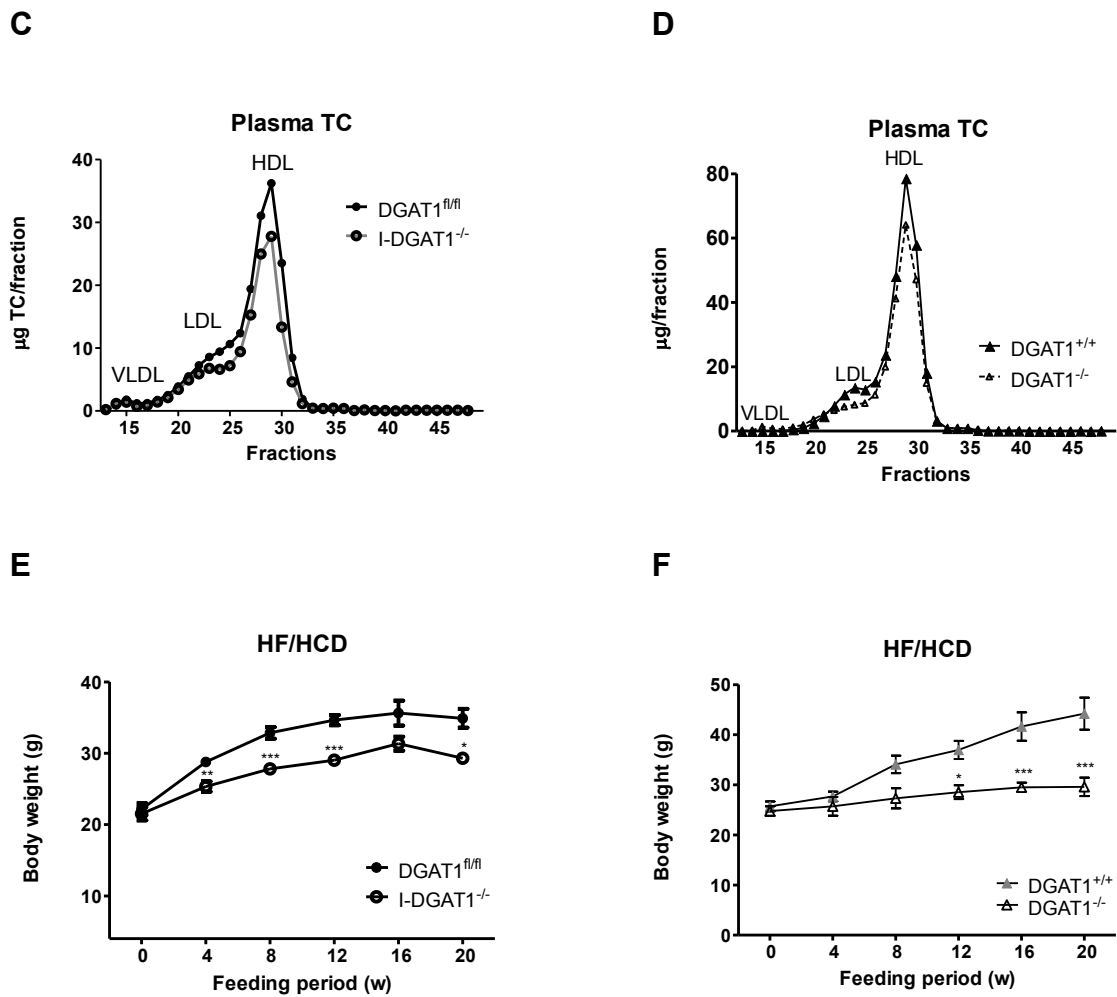 C
Plasma TC
40
30
20
10
0
µg TC/fraction
VLDL
LDL
HDL
DGAT1fl/fl
I-DGAT1-/-
15 20 25 30 35 40 45
Fractions
D
Plasma TC
80
60
40
20
0
µg/fraction
VLDL
LDL
HDL
DGAT1+/+
DGAT1-/-
15 20 25 30 35 40 45
Fractions
E
HF/HCD
40
30
20
10
Body weight (g)
** *** *** *
DGAT1fl/fl
I-DGAT1-/-
0 4 8 12 16 20
Feeding period (w)
F
HF/HCD
50
40
30
20
10
0
Body weight (g)
* *** ***
DGAT1+/+
DGAT1-/-
0 4 8 12 16 20
Feeding period (w)